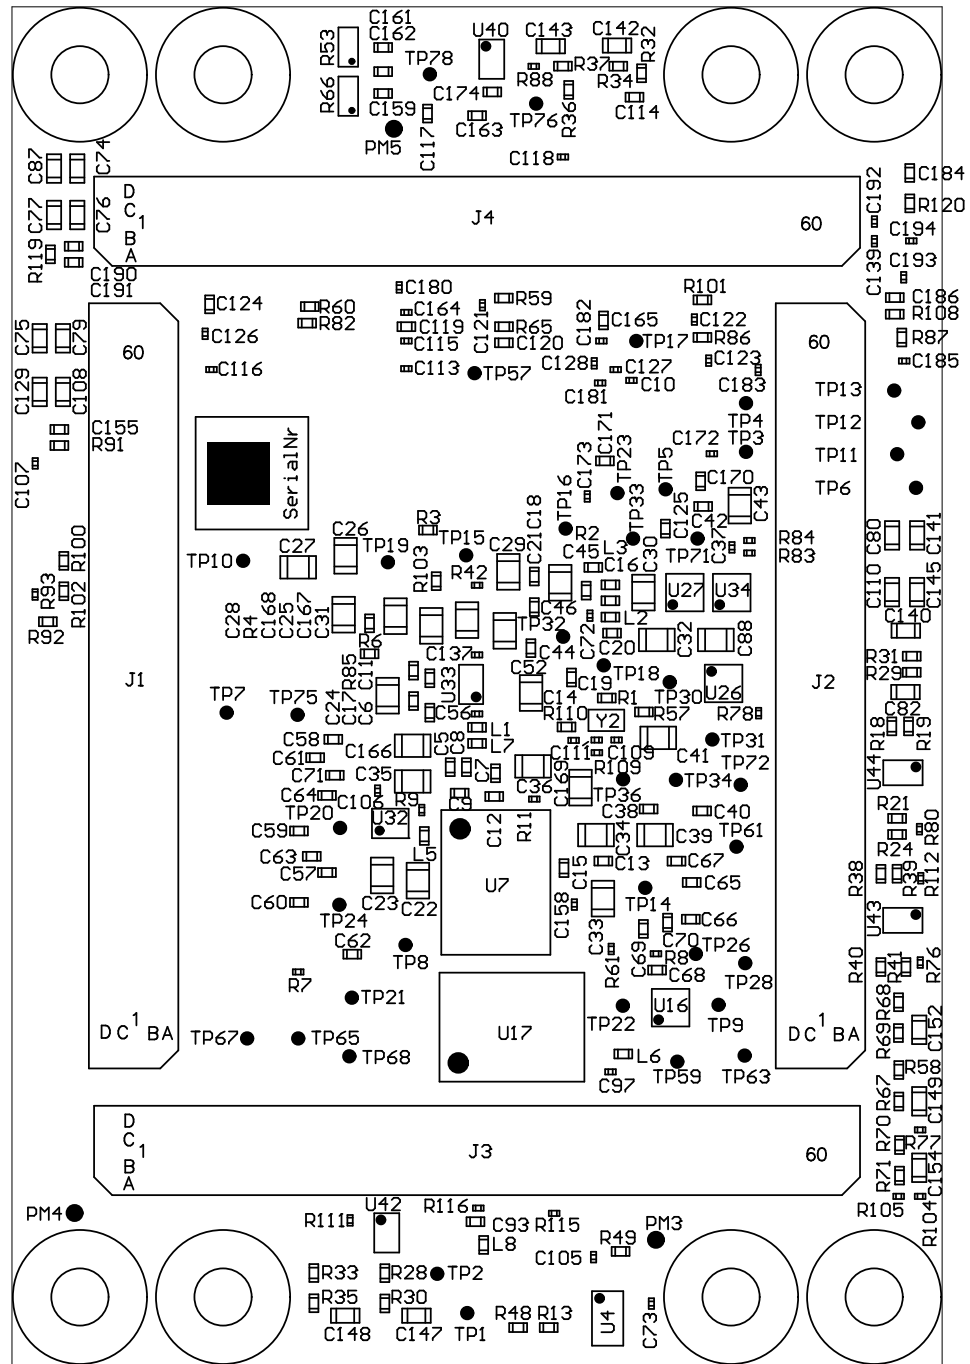 C161
C162
R53
U40
C143
C142
R32
TP78
R37
R88
R34
R66
C174
C159
TP76
R36
C114
C117
C163
PM5
C118
C87
C74
C192
C184
D
C
1
B
A
J4
60
R120
C77
C76
C194
R119
C139
C193
C190
C191
C180
R101
C186
C124
R60
C164
R59
C182
C165
C122
R108
R82
C119
C121
R65
C75
C79
60
C126
C115
C120
TP17
R86
60
R87
C128
C123
C185
C116
C113
TP57
C127
C129
C108
C181
C10
C183
TP13
TP4
TP12
C155
R91
SerialNr
C171
TP3
C172
TP11
C107
C173
TP23
TP5
C170
TP6
C43
TP16
TP33
C125
C42
R3
C18
R2
R84
C80
C141
R100
C26
TP15
C21
L3
C30
TP71
C37
R83
C27
TP19
R103
C29
C45
TP10
R42
C16
R93
R102
U27
U34
C110
C145
R92
C28
R4
C168
C25
C167
C31
C46
L2
C140
R6
TP32
C72
C32
C88
C44
C20
R85
C11
C137
R31
J1
U33
C52
TP18
R29
C19
J2
TP7
TP75
C24
C17
C6
C56
C14
R1
TP30
U26
C82
R110
Y2
R57
R78
R18
R19
C58
L1
C5
C8
L7
TP31
C61
C166
C111
C109
C41
TP72
C71
C35
C7
C36
C169
R109
TP36
TP34
U44
C64
C106
R9
C9
R21
TP20
U32
C12
R11
C38
C40
R80
C59
L5
C34
C39
TP61
R24
C63
C15
C13
C67
C57
U7
R38
R39
R112
C23
C22
TP14
C65
C60
TP24
C158
C33
C66
U43
C62
TP8
C69
C70
TP26
R61
R8
R40
R41
R76
R7
C68
TP28
TP21
TP22
U16
TP9
R68
DC
1
BA
TP67
TP65
U17
DC
1
BA
R69
C152
TP68
L6
TP59
TP63
R58
C97
R67
C149
D
C
1
B
A
J3
60
R70
R77
R71
C154
PM4
R111
U42
R116
C93
R115
PM3
R105
R104
L8
R49
C105
R33
R28
TP2
R35
R30
C148
C147
TP1
R48
R13
U4
C73